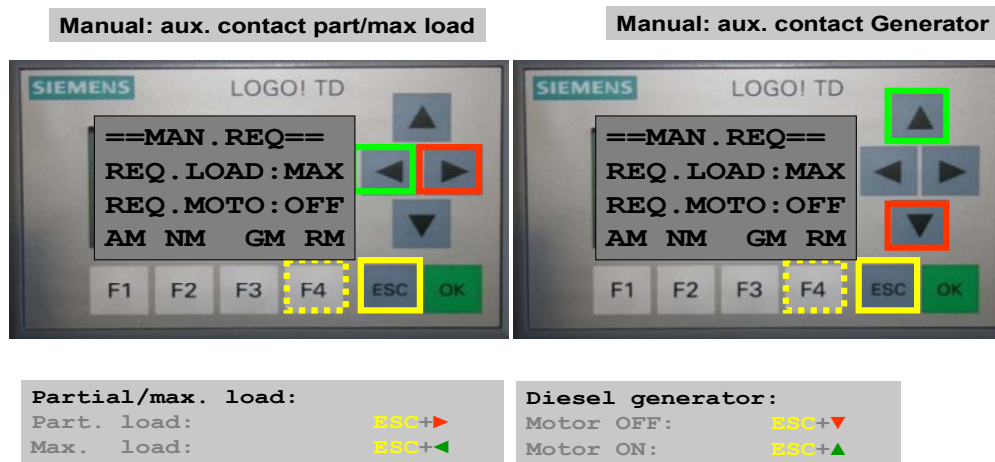 Manual: aux. contact part/max load
SIEMENS LOGO! TD
==MAN.REQ==
REQ.LOAD:MAX
REQ.MOTO:OFF
AM NM GM RM
F1 F2 F3 F4 ESC OK
Partial/max. load:
Part. load: ESC+►
Max. load: ESC+◄
Manual: aux. contact Generator
SIEMENS LOGO! TD
==MAN.REQ==
REQ.LOAD:MAX
REQ.MOTO:OFF
AM NM GM RM
F1 F2 F3 F4 ESC OK
Diesel generator:
Motor OFF: ESC+▼
Motor ON: ESC+▲